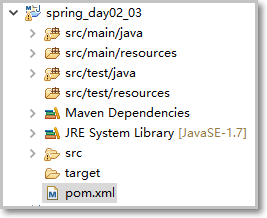 spring_day02_03
src/main/java
src/main/resources
src/test/java
src/test/resources
Maven Dependencies
JRE System Library [JavaSE-1.7]
src
target
pom.xml